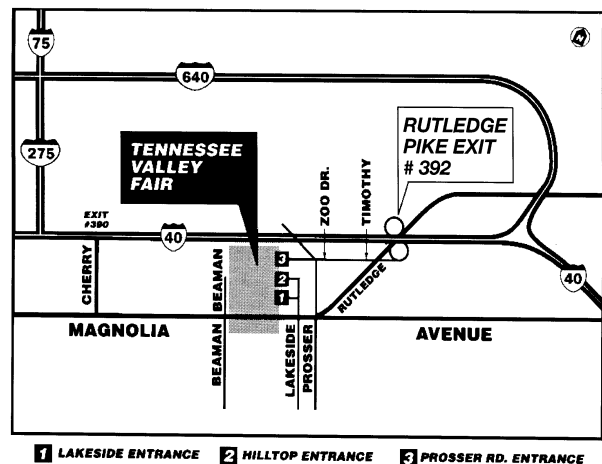 75
N
640
275
TENNESSEE
VALLEY
FAIR
RUTLEDGE
PIKE EXIT
# 392
ZOO DR.
TIMOTHY
EXIT
#390
40
CHERRY
BEAMAN
3
2
1
RUTLEDGE
40
MAGNOLIA
AVENUE
BEAMAN
LAKESIDE
PROSSER
1 LAKESIDE ENTRANCE 2 HILLTOP ENTRANCE 3 PROSSER RD. ENTRANCE